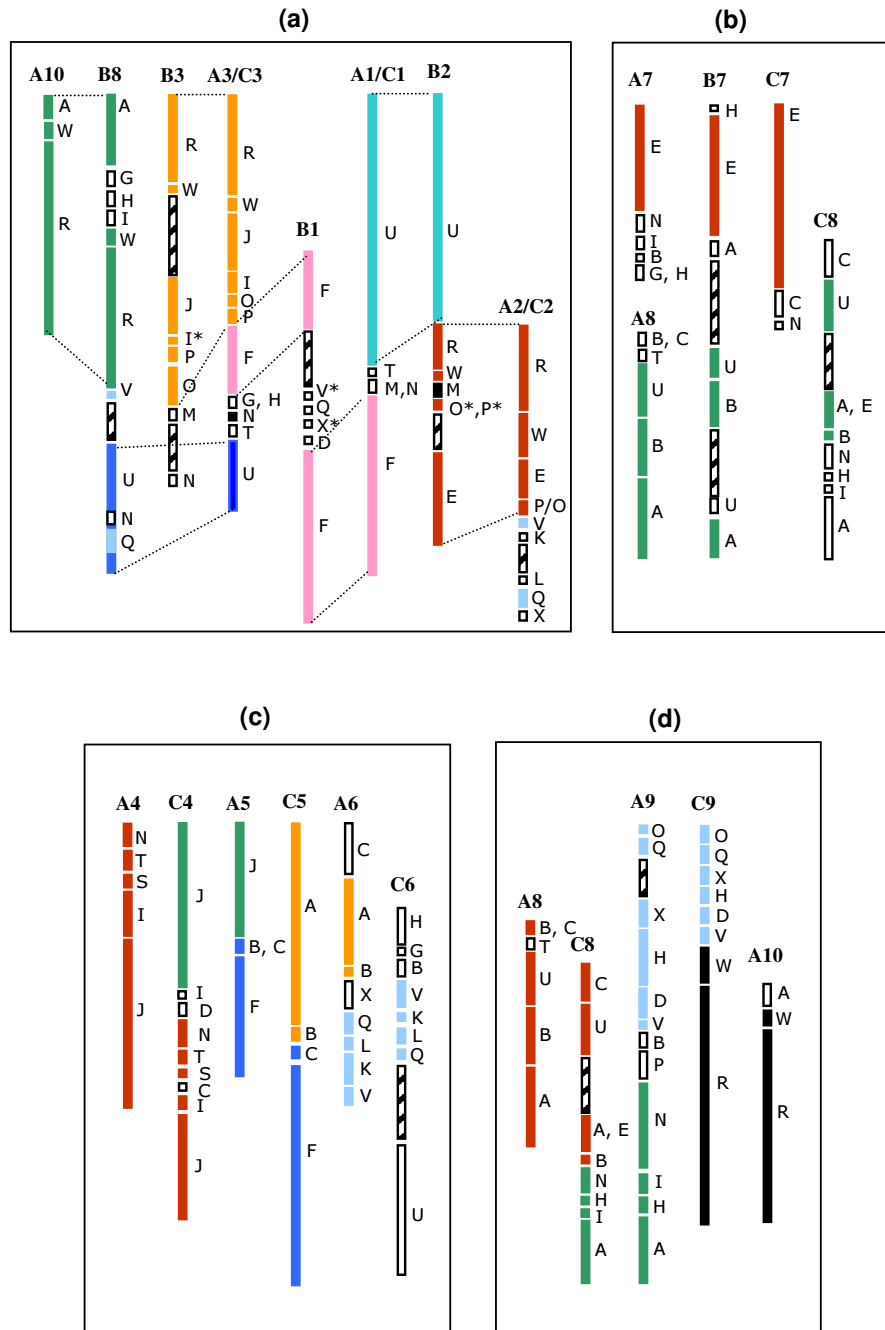 (a)
A10
B8
B3
A3/C3
A1/C1
B2
B1
A2/C2
A
W
R
A
G
H
I
W
R
V
U
N
Q
R
W
J
I*
P
O
M
N
R
W
J
I
O
P
F
G, H
N
T
U
F
V*
Q
X*
D
F
U
T
M,N
F
U
R
W
M
O*,P*
E
R
W
E
P/O
V
K
L
Q
X
(b)
A7
B7
C7
C8
A8
E
N
I
B
G, H
B, C
T
U
B
A
H
E
A
U
B
U
A
E
C
N
C
U
A, E
B
N
H
I
A
(c)
A4
C4
A5
C5
A6
C6
N
T
S
I
J
J
I
D
N
T
S
C
I
J
J
B, C
F
A
B
C
F
C
A
B
X
Q
L
K
V
H
G
B
V
K
L
Q
U
(d)
A8
C8
A9
C9
A10
B, C
T
U
B
A
C
U
A, E
B
N
H
I
A
O
Q
X
H
D
V
B
P
N
I
H
A
O
Q
X
H
D
V
W
R
A
W
R